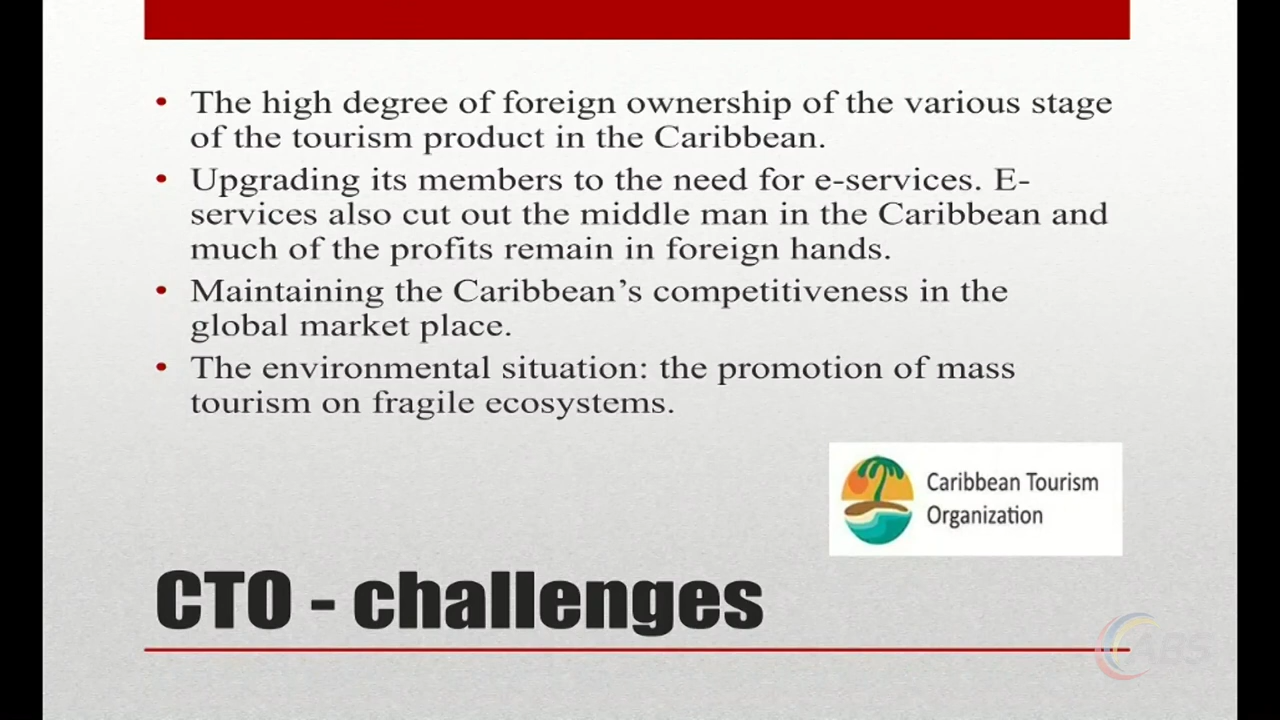 • The high degree of foreign ownership of the various stage
of the tourism product in the Caribbean.
• Upgrading its members to the need for e-services. E-
services also cut out the middle man in the Caribbean and
much of the profits remain in foreign hands.
• Maintaining the Caribbean’s competitiveness in the
global market place.
• The environmental situation: the promotion of mass
tourism on fragile ecosystems.
Caribbean Tourism
Organization
CTO - challenges
ABS